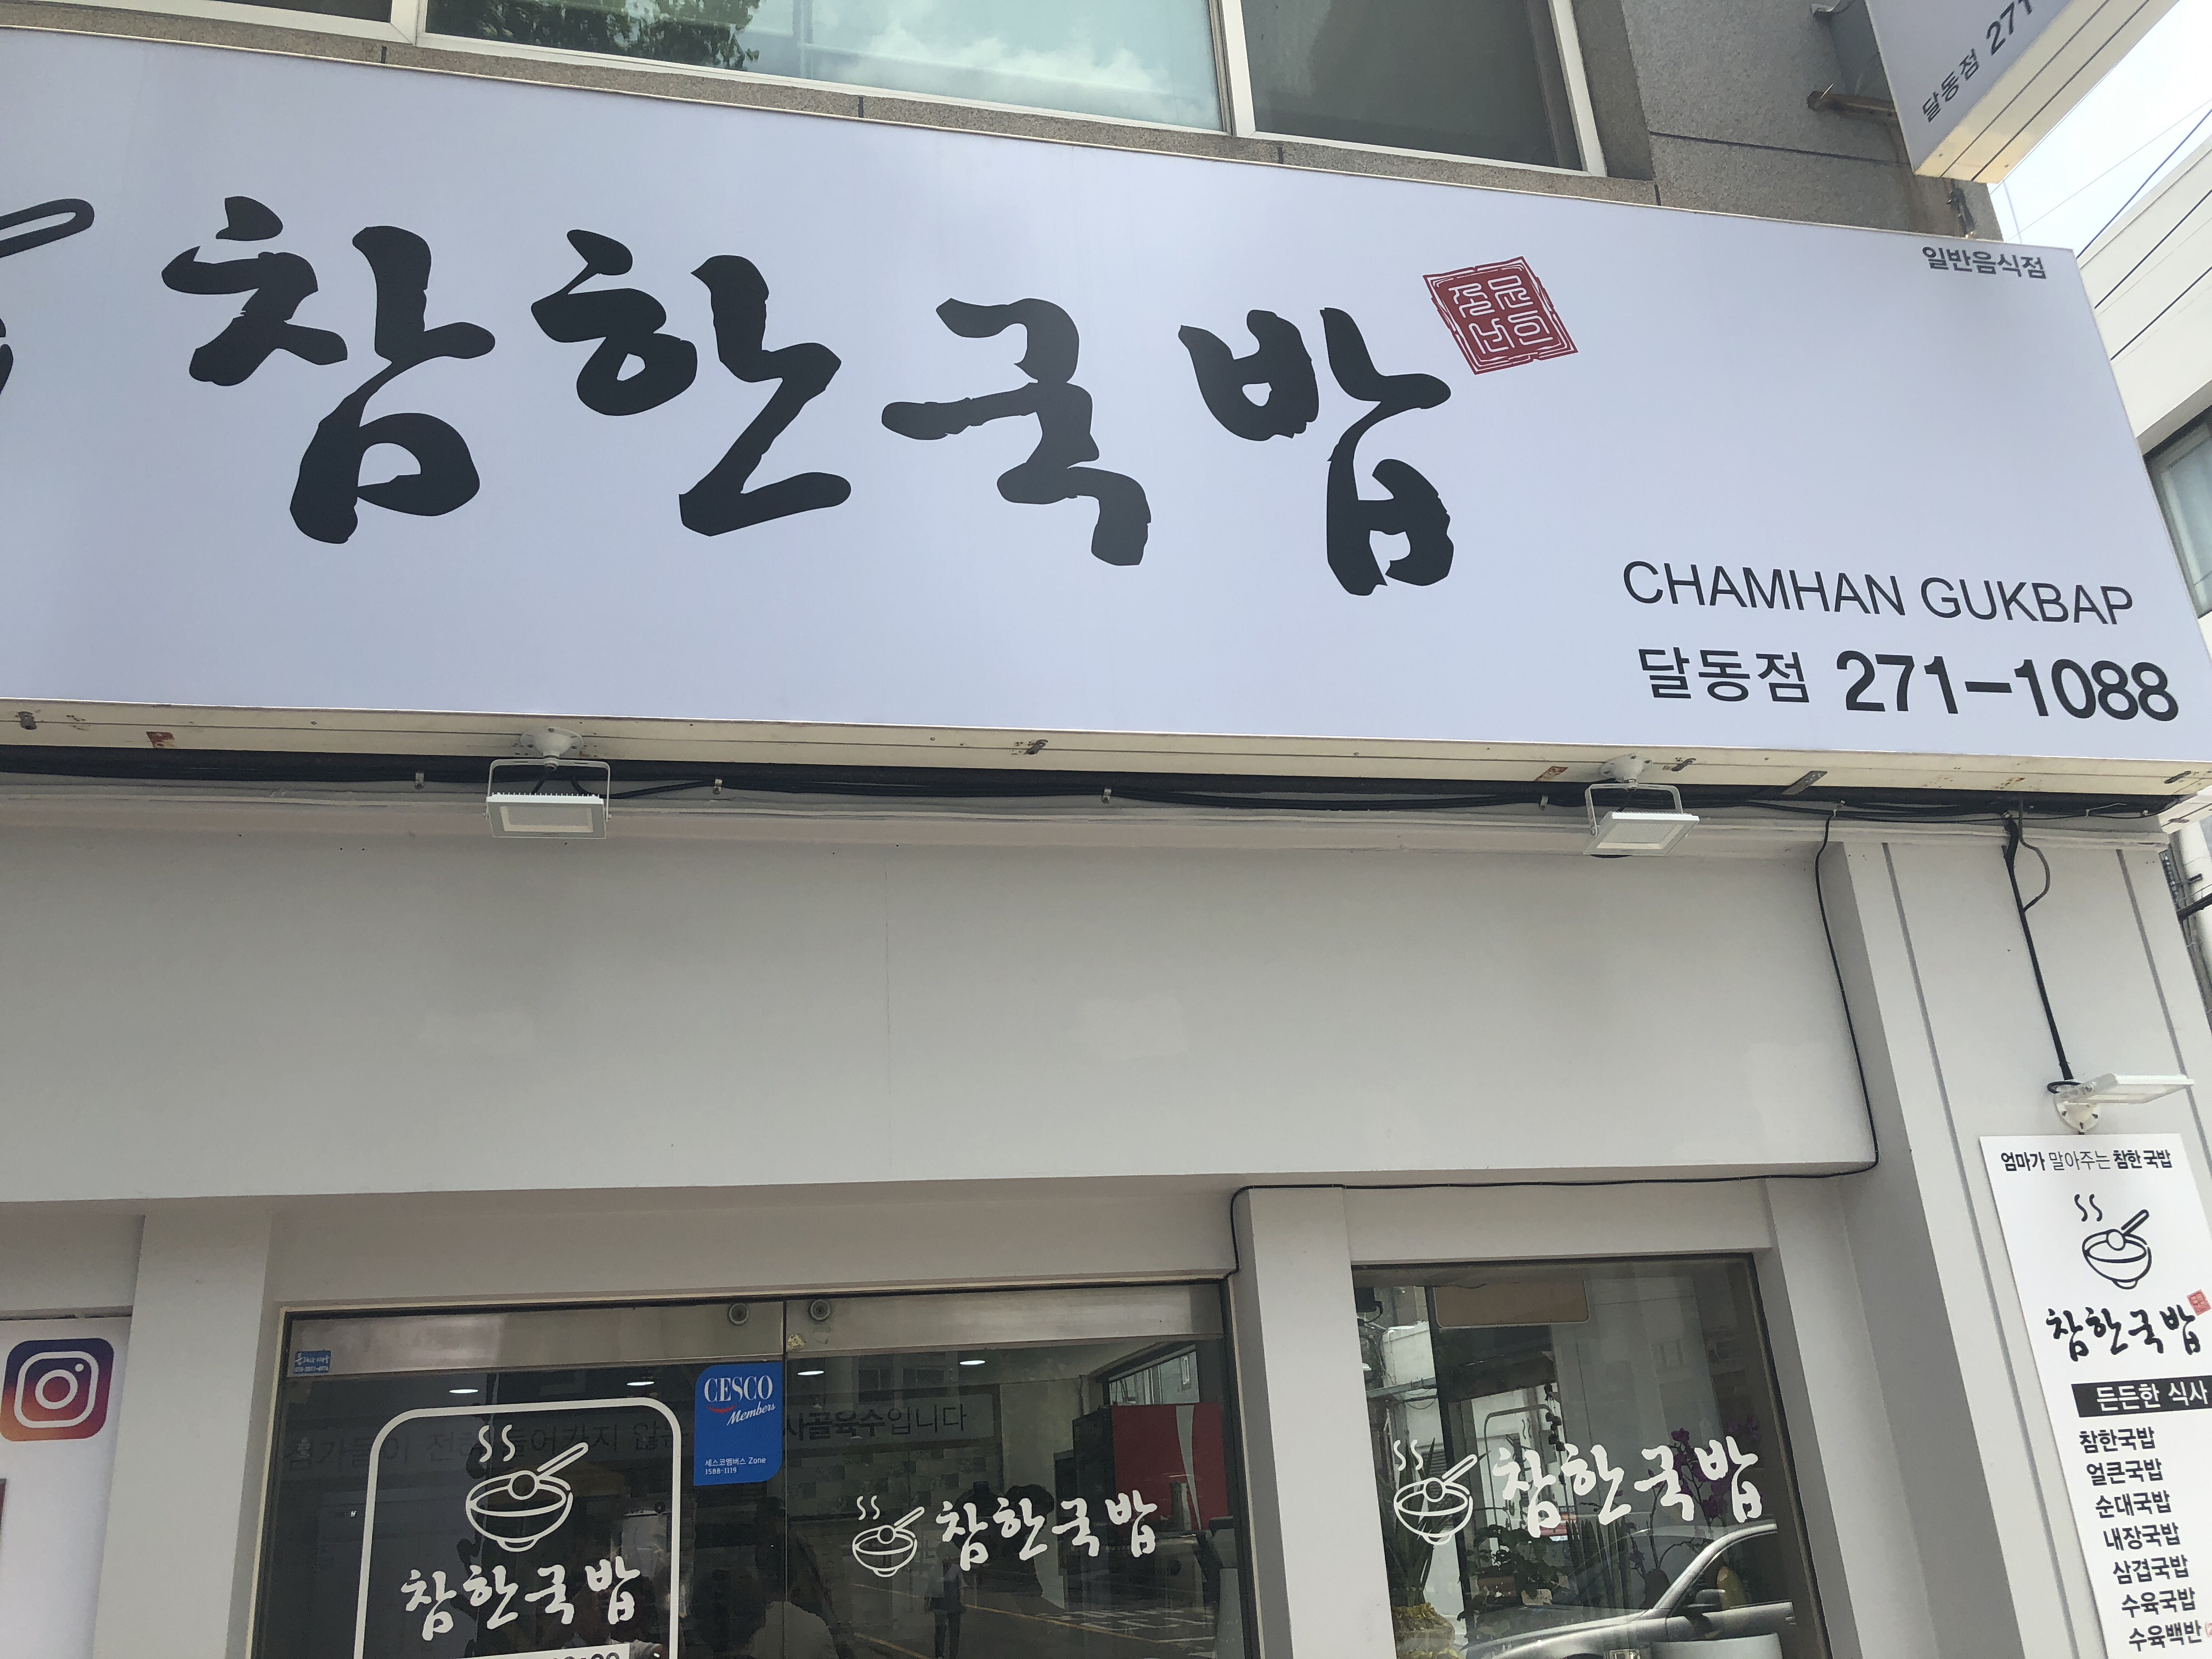 달동점 271
일반음식점
참한국밥
CHAMHAN GUKBAP
달동점 271-1088
엄마가 말아주는 참한국밥
참한국밥
든든한 식사
참한국밥
얼큰국밥
순대국밥
내장국밥
삼겹국밥
수육국밥
수육백반
CESCO
Members
세스코멤버스 Zone
1588-1119
사골육수입니다
참한국밥
참한국밥
참한국밥